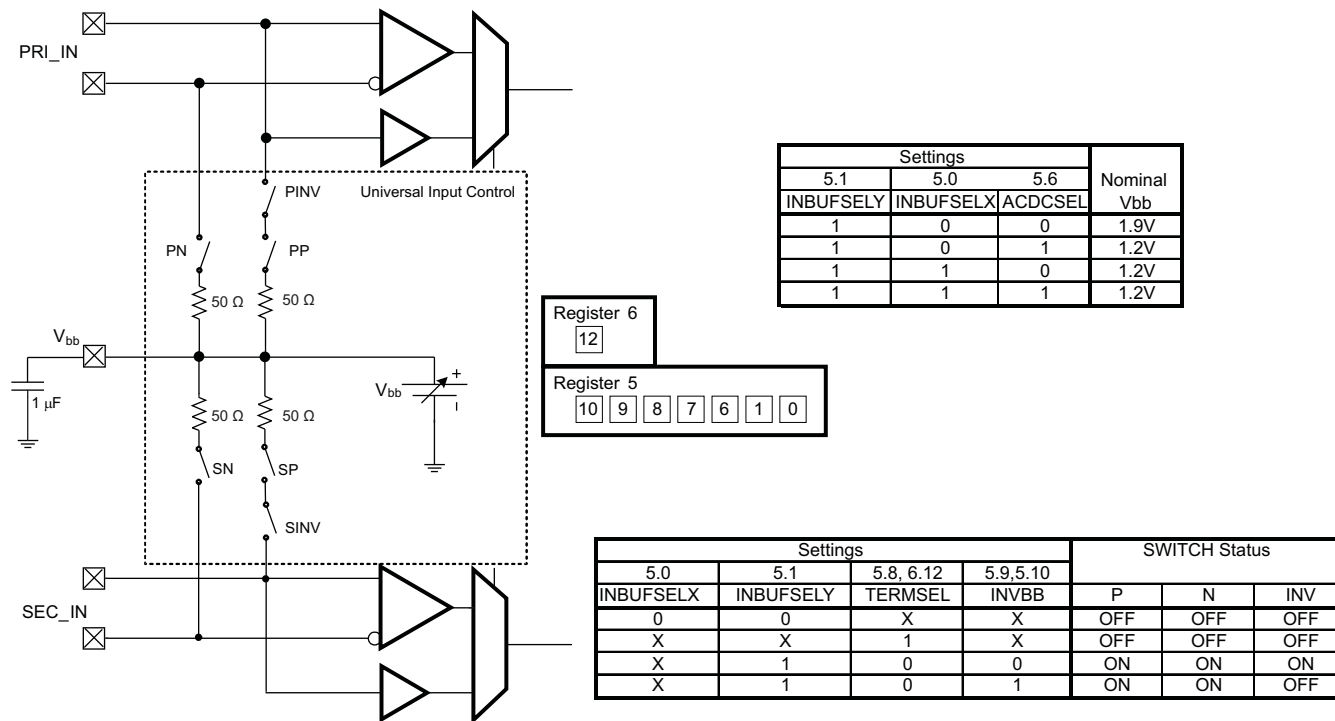 PRI_IN
Universal Input Control
PINV
PN
PP
50 Ω
50 Ω
Vbb
1 μF
Vbb
+
–
50 Ω
50 Ω
SN
SP
SINV
SEC_IN
Register 6
12
Register 5
10 9 8 7 6 1 0
Settings
Nominal Vbb
5.1 5.0 5.6
INBUFSELY INBUFSELX ACDCSEL
1 0 0 1.9V
1 0 1 1.2V
1 1 0 1.2V
1 1 1 1.2V
Settings SWITCH Status
5.0 5.1 5.8, 6.12 5.9,5.10
INBUFSELX INBUFSELY TERMSEL INVBB P N INV
0 0 X X OFF OFF OFF
X X 1 X OFF OFF OFF
X 1 0 0 ON ON ON
X 1 0 1 ON ON OFF